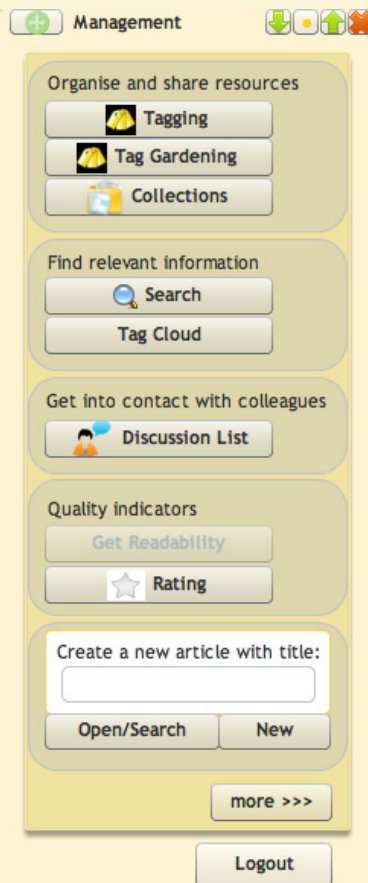 Management
Organise and share resources
Tagging
Tag Gardening
Collections
Find relevant information
Search
Tag Cloud
Get into contact with colleagues
Discussion List
Quality indicators
Get Readability
Rating
Create a new article with title:
Open/Search New
more >>>
Logout